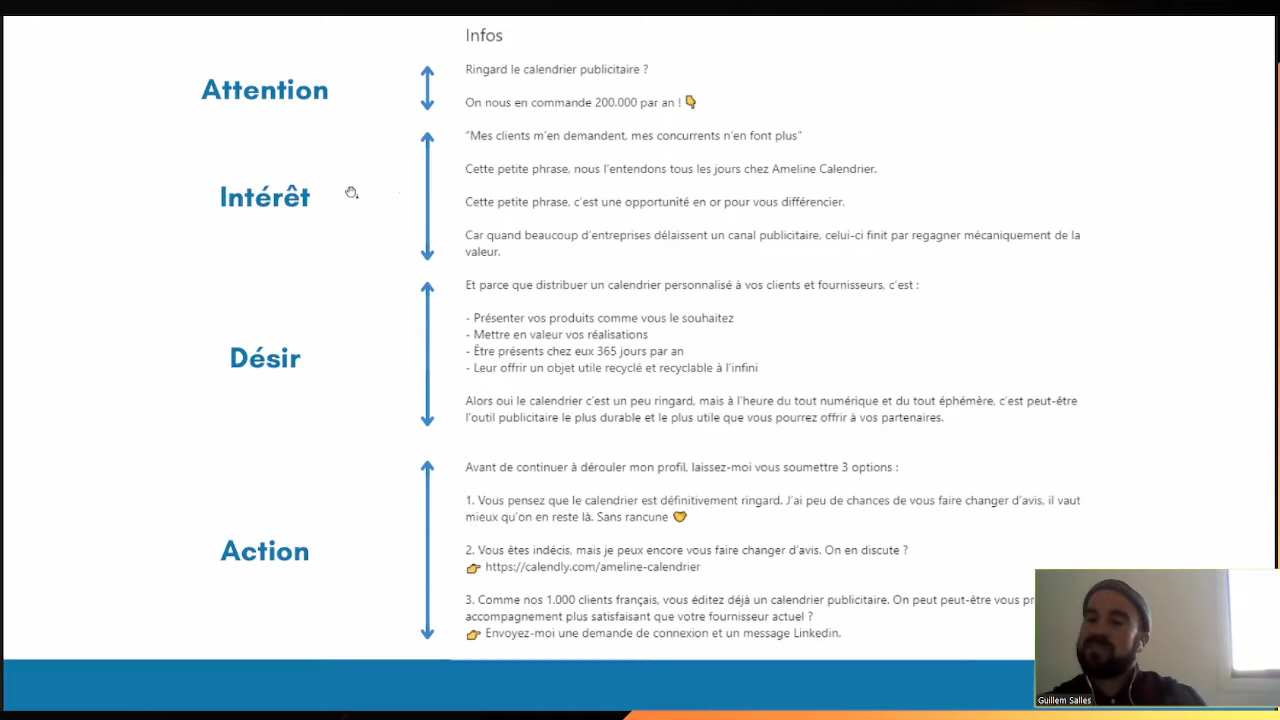 Infos
Attention
Ringard le calendrier publicitaire ?
On nous en commande 200.000 par an ! 👇
Intérêt
"Mes clients m'en demandent, mes concurrents n'en font plus"
Cette petite phrase, nous l'entendons tous les jours chez Ameline Calendrier.
Cette petite phrase, c'est une opportunité en or pour vous différencier.
Car quand beaucoup d'entreprises délaissent un canal publicitaire, celui-ci finit par regagner mécaniquement de la
valeur.
Désir
Et parce que distribuer un calendrier personnalisé à vos clients et fournisseurs, c'est :
- Présenter vos produits comme vous le souhaitez
- Mettre en valeur vos réalisations
- Être présents chez eux 365 jours par an
- Leur offrir un objet utile recyclé et recyclable à l'infini
Alors oui le calendrier c'est un peu ringard, mais à l'heure du tout numérique et du tout éphémère, c'est peut-être
l'outil publicitaire le plus durable et le plus utile que vous pourrez offrir à vos partenaires.
Action
Avant de continuer à dérouler mon profil, laissez-moi vous soumettre 3 options :
1. Vous pensez que le calendrier est définitivement ringard. J'ai peu de chances de vous faire changer d'avis, il vaut
mieux qu'on en reste là. Sans rancune
2. Vous êtes indécis, mais je peux encore vous faire changer d'avis. On en discute ?
👉 https://calendly.com/ameline-calendrier
3. Comme nos 1.000 clients français, vous éditez déjà un calendrier publicitaire. On peut peut-être vous
accompagnement plus satisfaisant que votre fournisseur actuel ?
👉 Envoyez-moi une demande de connexion et un message Linkedin.
Guillem Salles